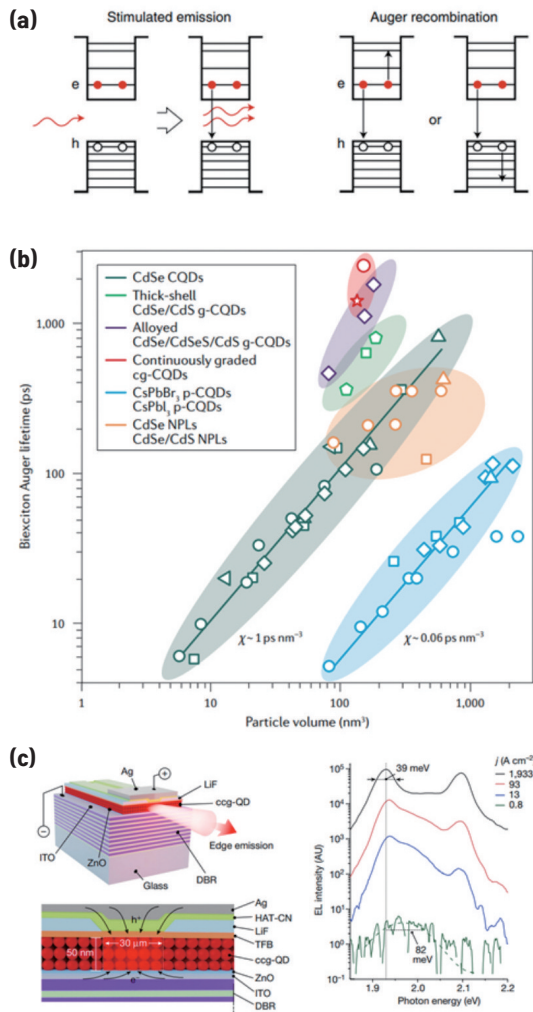 (a)
Stimulated emission
Auger recombination
e
h
or
(b)
Biexciton Auger lifetime (ps)
1,000
100
10
CdSe CQDs
Thick-shell
CdSe/CdS g-CQDs
Alloyed
CdSe/CdSeS/CdS g-CQDs
Continuously graded
cg-CQDs
CsPbBr₃ p-CQDs
CsPbI₃ p-CQDs
CdSe NPLs
CdSe/CdS NPLs
χ~1 ps nm⁻³
χ~0.06 ps nm⁻³
1
10
100
1,000
Particle volume (nm³)
(c)
Ag
+
LiF
ccg-QD
−
ITO
ZnO
Edge emission
DBR
Glass
Ag
HAT-CN
LiF
TFB
ccg-QD
ZnO
ITO
DBR
h⁺
50 nm
30 μm
e⁻
EL intensity (AU)
10⁵
10⁴
10³
10²
10¹
10⁰
10⁻¹
39 meV
82
meV
j (A cm⁻²
1,933
93
13
0.8
1.9
2.0
2.1
2.2
Photon energy (eV)